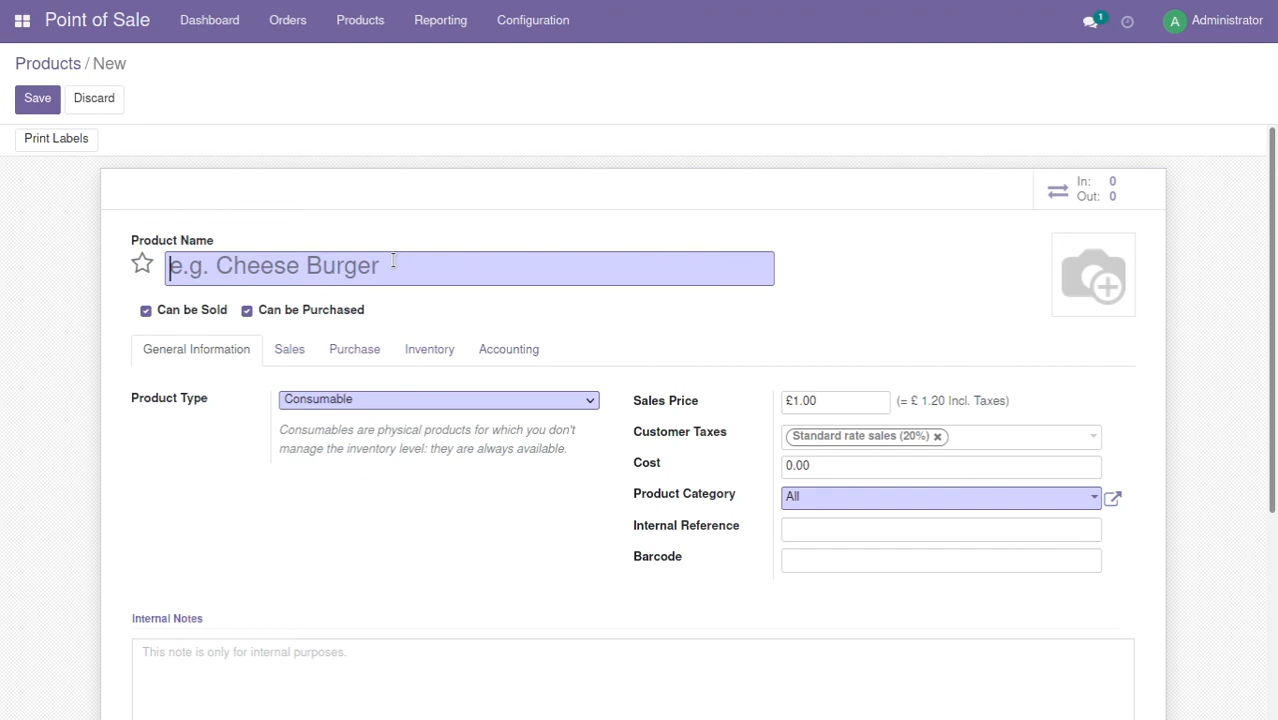 Point of Sale Dashboard Orders Products Reporting Configuration 1 A Administrator
Products / New
Save Discard
Print Labels
In: 0
Out: 0
Product Name
e.g. Cheese Burger
Can be Sold Can be Purchased
General Information Sales Purchase Inventory Accounting
Product Type Consumable
Consumables are physical products for which you don't
manage the inventory level: they are always available.
Sales Price £1.00 (= £ 1.20 Incl. Taxes)
Customer Taxes Standard rate sales (20%)
Cost 0.00
Product Category All
Internal Reference
Barcode
Internal Notes
This note is only for internal purposes.